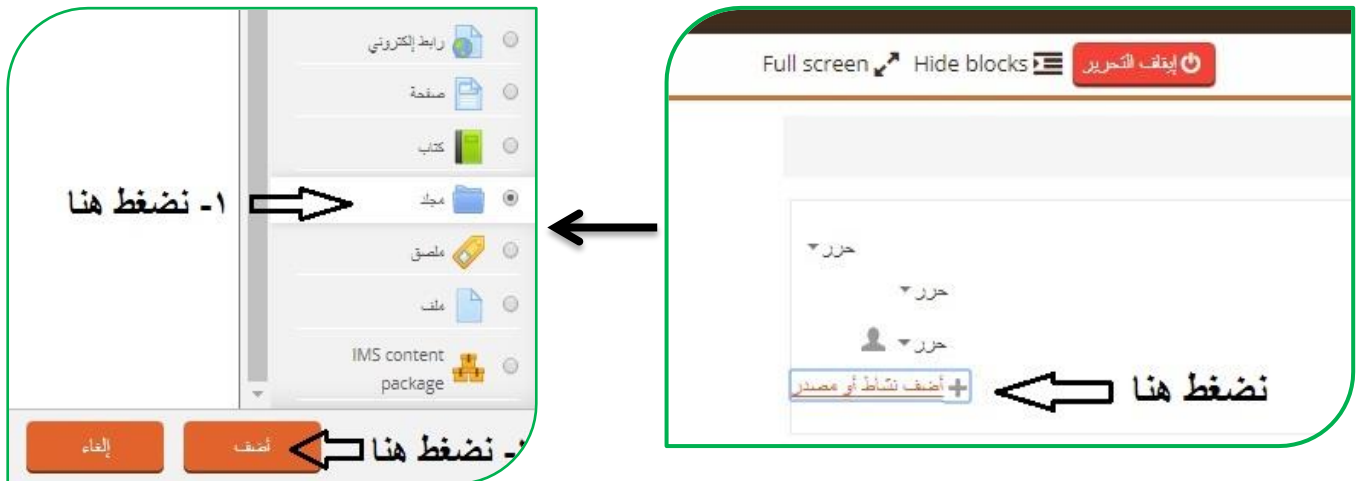 Full screen Hide blocks إيقاف التحرير
حرر
حرر
حرر
أضف نشاط أو مصدر
نضغط هنا
رابط إلكتروني
صفحة
كتاب
مجلد
١- نضغط هنا
ملصق
ملف
IMS content
package
أضف
إلغاء
- نضغط هنا